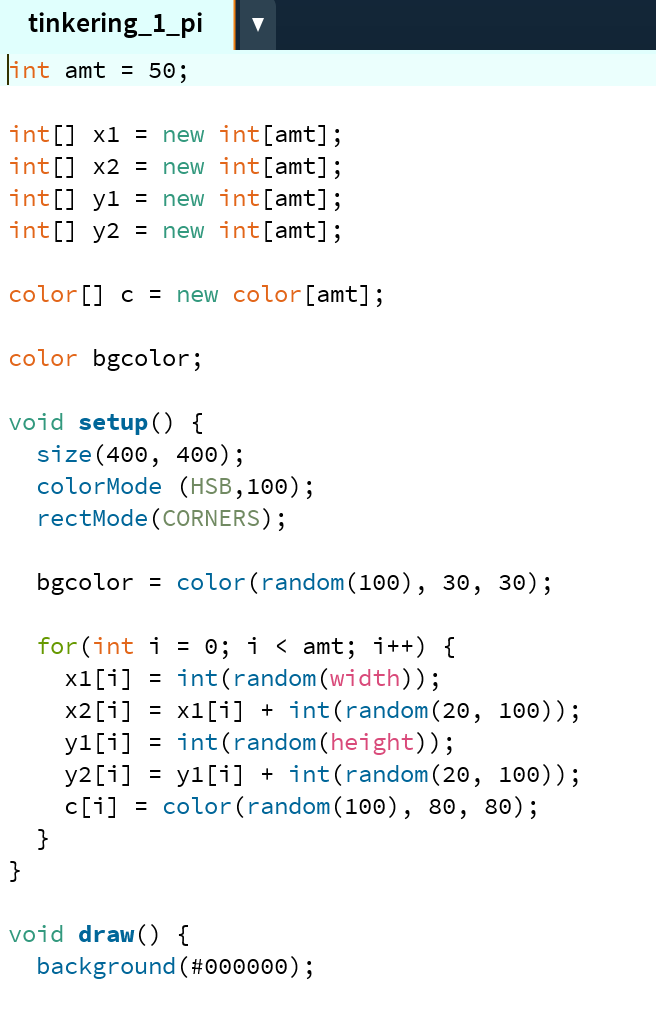 tinkering_1_pi ▼
int amt = 50;
int[] x1 = new int[amt];
int[] x2 = new int[amt];
int[] y1 = new int[amt];
int[] y2 = new int[amt];
color[] c = new color[amt];
color bgcolor;
void setup() {
  size(400, 400);
  colorMode (HSB,100);
  rectMode(CORNERS);
  bgcolor = color(random(100), 30, 30);
  for(int i = 0; i < amt; i++) {
    x1[i] = int(random(width));
    x2[i] = x1[i] + int(random(20, 100));
    y1[i] = int(random(height));
    y2[i] = y1[i] + int(random(20, 100));
    c[i] = color(random(100), 80, 80);
  }
}
void draw() {
  background(#000000);